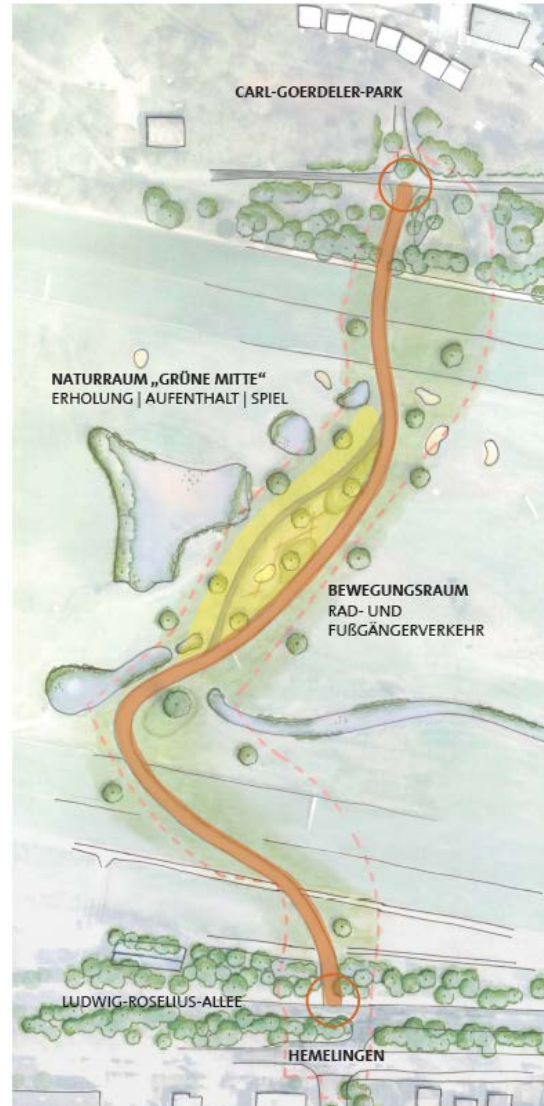 CARL-GOERDELER-PARK
NATURRAUM „GRÜNE MITTE“
ERHOLUNG | AUFENTHALT | SPIEL
BEWEGUNGSRAUM
RAD- UND
FUßGÄNGERVERKEHR
LUDWIG-ROSELIUS-ALLEE
HEMELINGEN